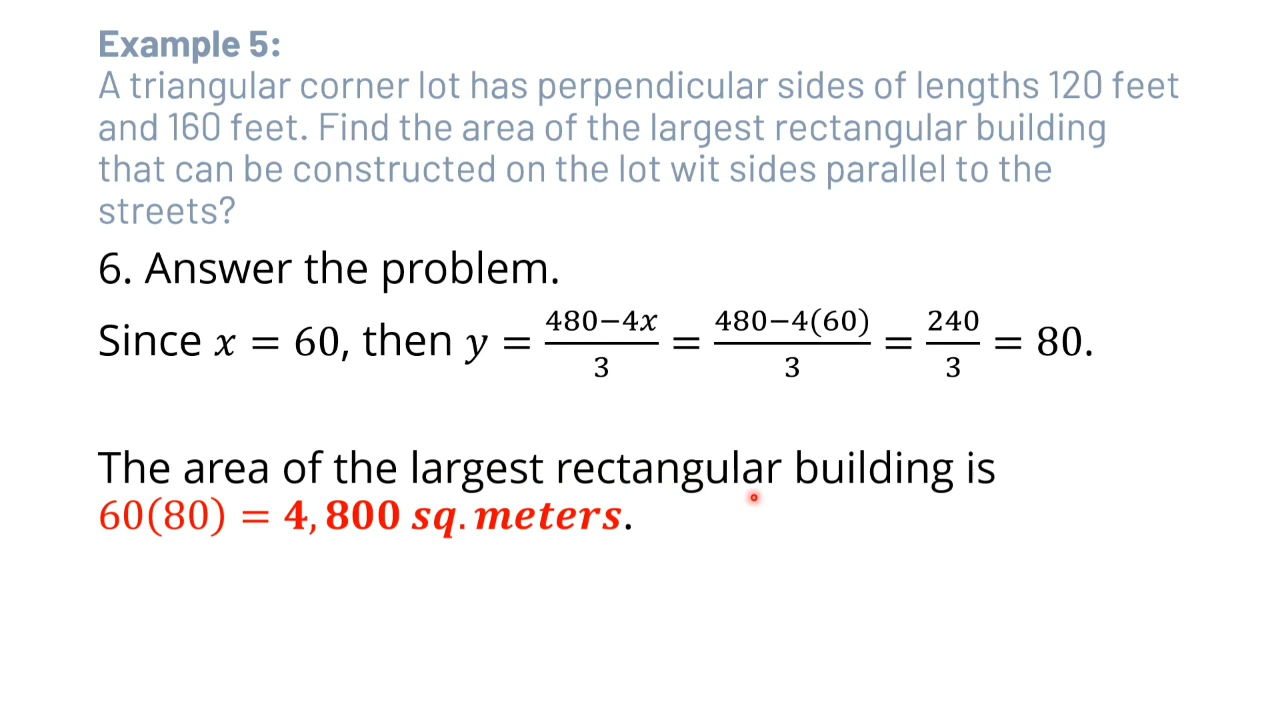 Example 5:
A triangular corner lot has perpendicular sides of lengths 120 feet
and 160 feet. Find the area of the largest rectangular building
that can be constructed on the lot wit sides parallel to the
streets?
6. Answer the problem.
Since x = 60, then y = \frac{480−4x}{3} = \frac{480−4(60)}{3} = \frac{240}{3} = 80.
The area of the largest rectangular building is
60(80) = 4,800 sq. meters.